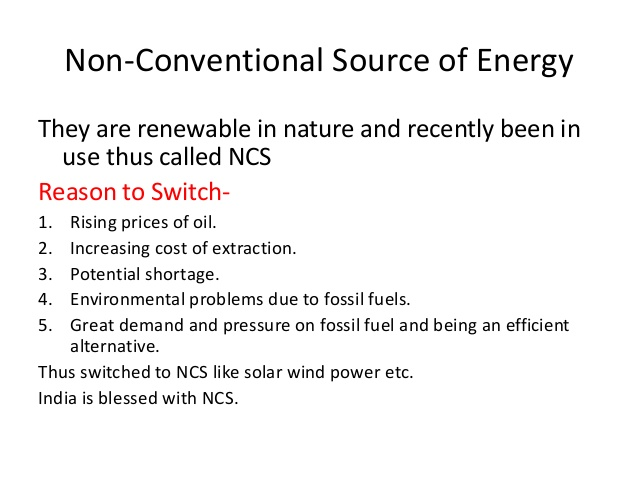 Non-Conventional Source of Energy
They are renewable in nature and recently been in
use thus called NCS
Reason to Switch-
1. Rising prices of oil.
2. Increasing cost of extraction.
3. Potential shortage.
4. Environmental problems due to fossil fuels.
5. Great demand and pressure on fossil fuel and being an efficient
alternative.
Thus switched to NCS like solar wind power etc.
India is blessed with NCS.